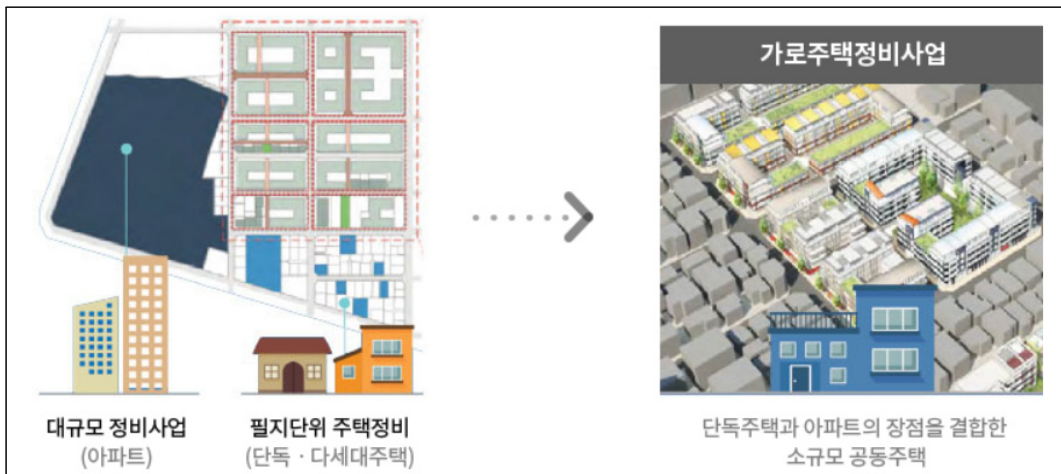 가로주택정비사업
대규모 정비사업
(아파트)
필지단위 주택정비
(단독 · 다세대주택)
단독주택과 아파트의 장점을 결합한
소규모 공동주택